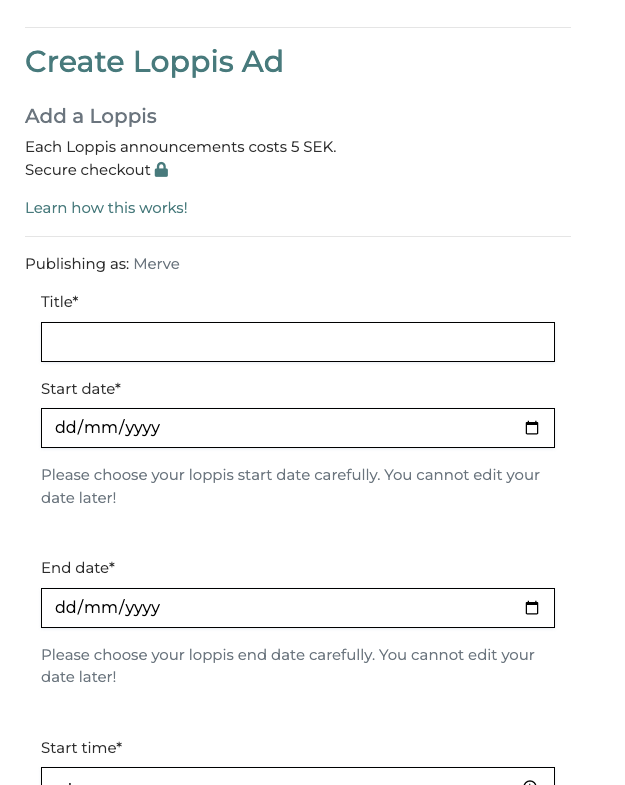 Create Loppis Ad
Add a Loppis
Each Loppis announcements costs 5 SEK.
Secure checkout
Learn how this works!
Publishing as: Merve
Title*
Start date*
dd/mm/yyyy
Please choose your loppis start date carefully. You cannot edit your
date later!
End date*
dd/mm/yyyy
Please choose your loppis end date carefully. You cannot edit your
date later!
Start time*